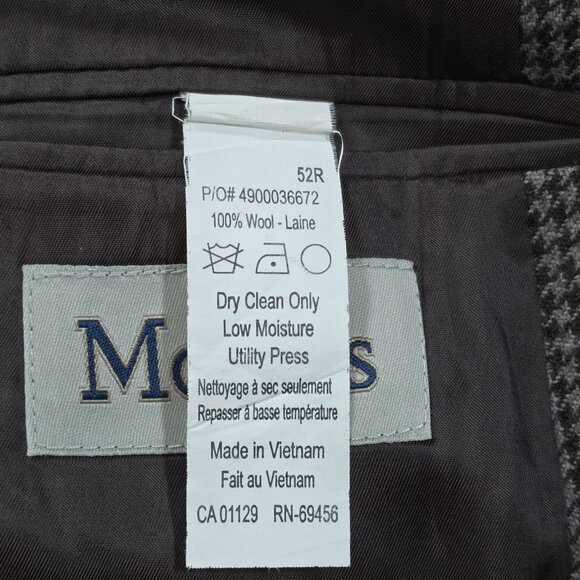 52R
P/O# 4900036672
100% Wool - Laine
Dry Clean Only
Low Moisture
Utility Press
Nettoyage à sec seulement
Repasser à basse température
Made in Vietnam
Fait au Vietnam
CA 01129 RN-69456